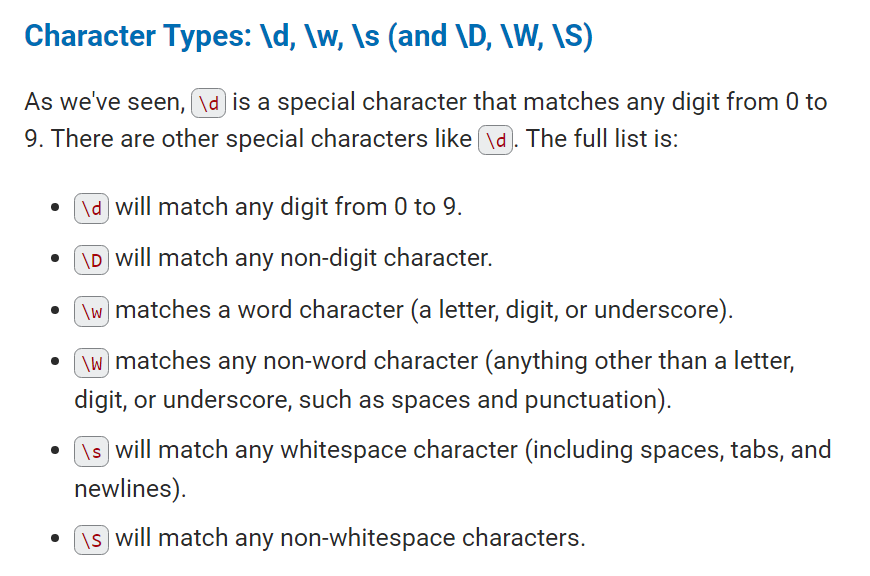 Character Types: \d, \w, \s (and \D, \W, \S)
As we've seen, \d is a special character that matches any digit from 0 to
9. There are other special characters like \d. The full list is:
• \d will match any digit from 0 to 9.
• \D will match any non-digit character.
• \w matches a word character (a letter, digit, or underscore).
• \W matches any non-word character (anything other than a letter,
digit, or underscore, such as spaces and punctuation).
• \s will match any whitespace character (including spaces, tabs, and
newlines).
• \S will match any non-whitespace characters.